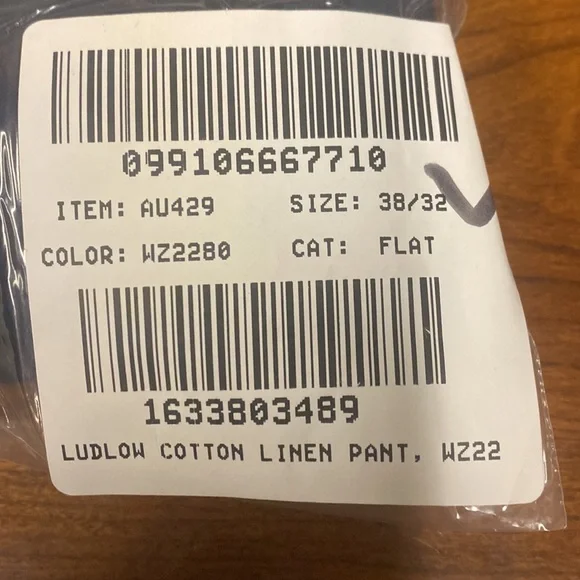 099106667710
ITEM: AU429 SIZE: 38/32
COLOR: WZ2280 CAT: FLAT
1633803489
LUDLOW COTTON LINEN PANT, WZ22